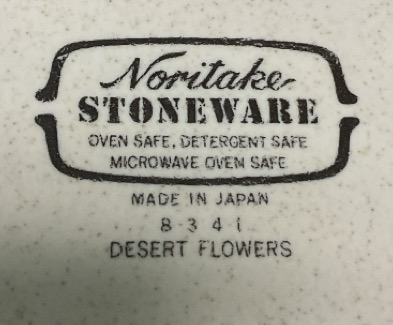 Noritake
STONEWARE
OVEN SAFE, DETERGENT SAFE
MICROWAVE OVEN SAFE
MADE IN JAPAN
8341
DESERT FLOWERS